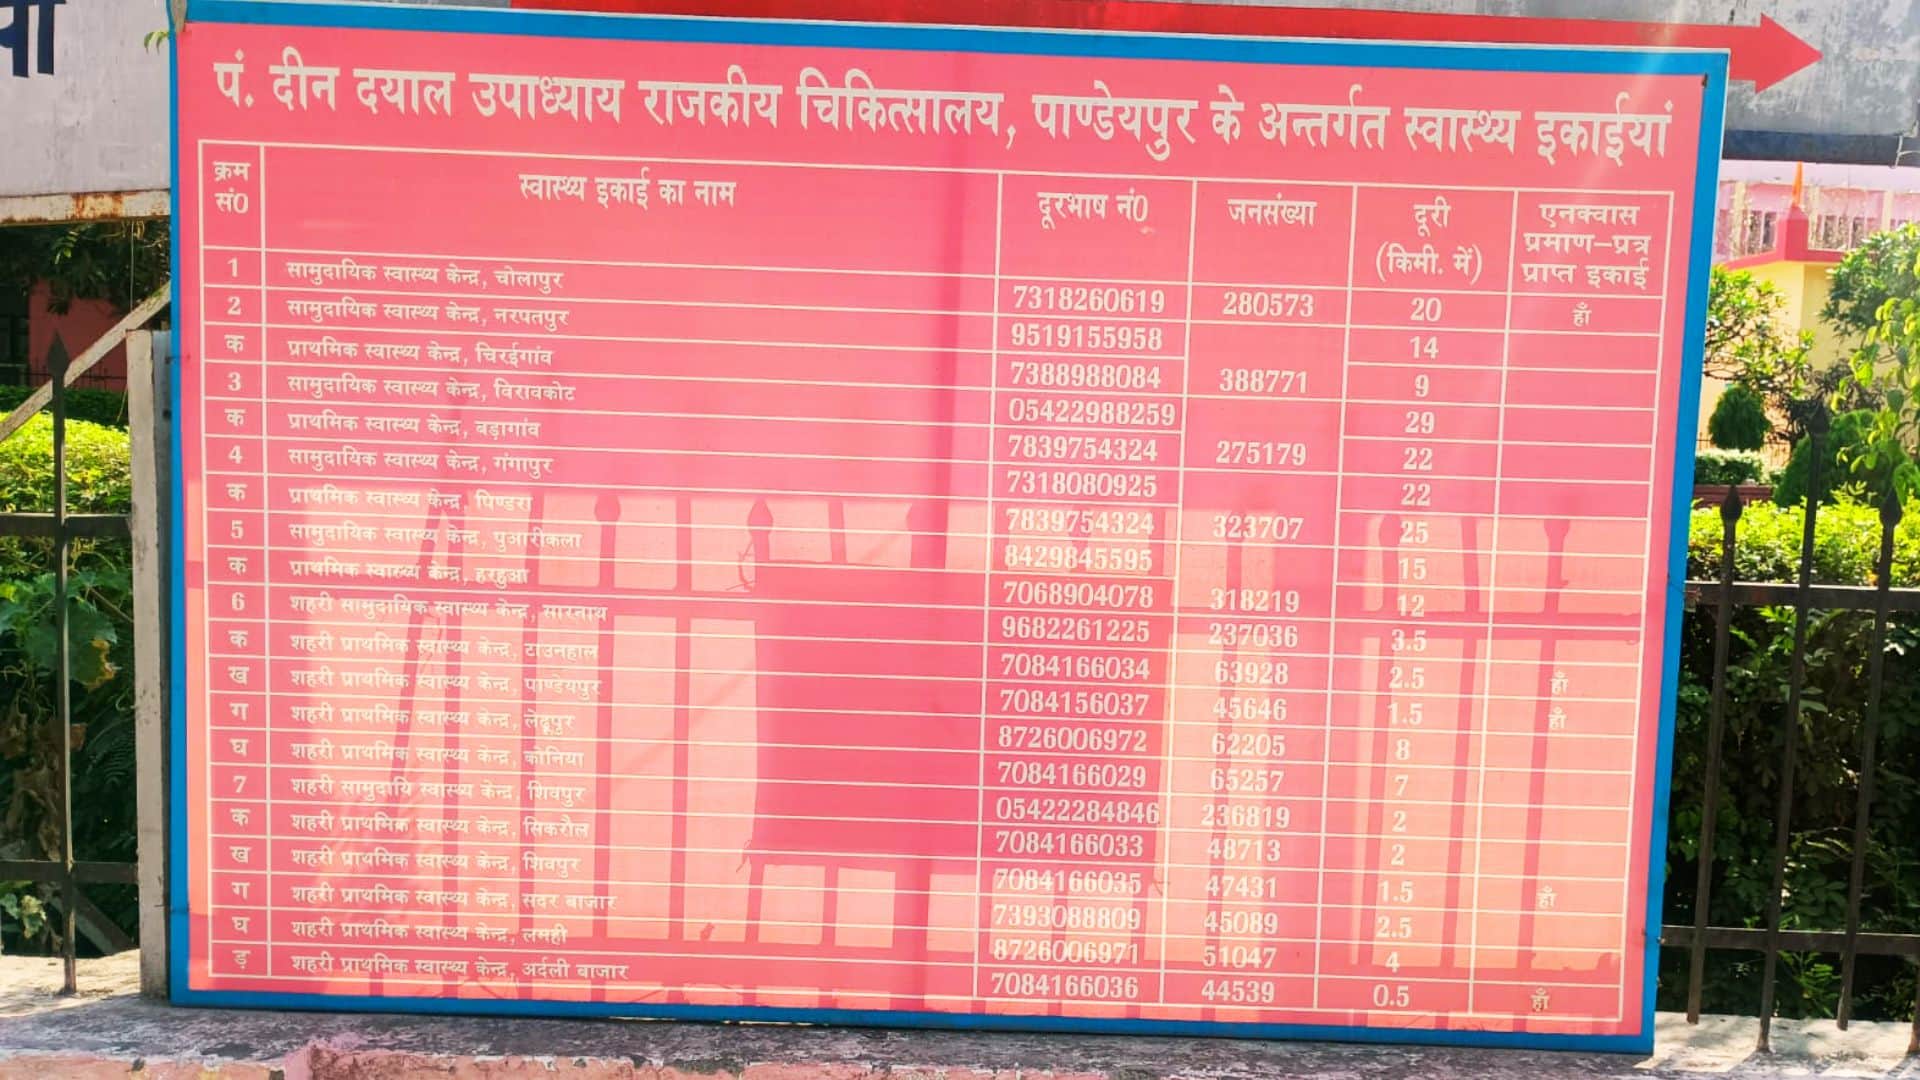 या
पं. दीन दयाल उपाध्याय राजकीय चिकित्सालय, पाण्डेयपुर के अन्तर्गत स्वास्थ्य इकाईयां
क्रम सं0 स्वास्थ्य इकाई का नाम दूरभाष नं0 जनसंख्या दूरी (किमी. में) एनक्वास प्रमाण-प्रत्र प्राप्त इकाई
1 सामुदायिक स्वास्थ्य केन्द्र, चोलापुर 7318260619 280573 20 हाँ
2 सामुदायिक स्वास्थ्य केन्द्र, नरपतपुर 9519155958 14
क प्राथमिक स्वास्थ्य केन्द्र, चिरईगांव 7388988084 388771 9
3 सामुदायिक स्वास्थ्य केन्द्र, विरावकोट 05422988259 29
क प्राथमिक स्वास्थ्य केन्द्र, बड़ागांव 7839754324 275179 22
4 सामुदायिक स्वास्थ्य केन्द्र, गंगापुर 7318080925 22
क प्राथमिक स्वास्थ्य केन्द्र, पिण्डरा 7839754324 323707 25
5 सामुदायिक स्वास्थ्य केन्द्र, पुआरीकला 8429845595 15
क प्राथमिक स्वास्थ्य केन्द्र, हरहुआ 7068904078 318219 12
6 शहरी सामुदायिक स्वास्थ्य केन्द्र, सारनाथ 9682261225 237036 3.5
क शहरी प्राथमिक स्वास्थ्य केन्द्र, टाउनहाल 7084166034 63928 2.5 हाँ
ख शहरी प्राथमिक स्वास्थ्य केन्द्र, पाण्डेयपुर 7084156037 45646 1.5 हाँ
ग शहरी प्राथमिक स्वास्थ्य केन्द्र, लेढूपुर 8726006972 62205 8
घ शहरी प्राथमिक स्वास्थ्य केन्द्र, कोनिया 7084166029 65257 7
7 शहरी सामुदायि स्वास्थ्य केन्द्र, शिवपुर 05422284846 236819 2
क शहरी प्राथमिक स्वास्थ्य केन्द्र, सिकरौल 7084166033 48713 2
ख शहरी प्राथमिक स्वास्थ्य केन्द्र, शिवपुर 7084166035 47431 1.5 हाँ
ग शहरी प्राथमिक स्वास्थ्य केन्द्र, सदर बाजार 7393088809 45089 2.5
घ शहरी प्राथमिक स्वास्थ्य केन्द्र, लमही 8726006971 51047 4
ड़ शहरी प्राथमिक स्वास्थ्य केन्द्र, अर्दली बाजार 7084166036 44539 0.5 हाँ